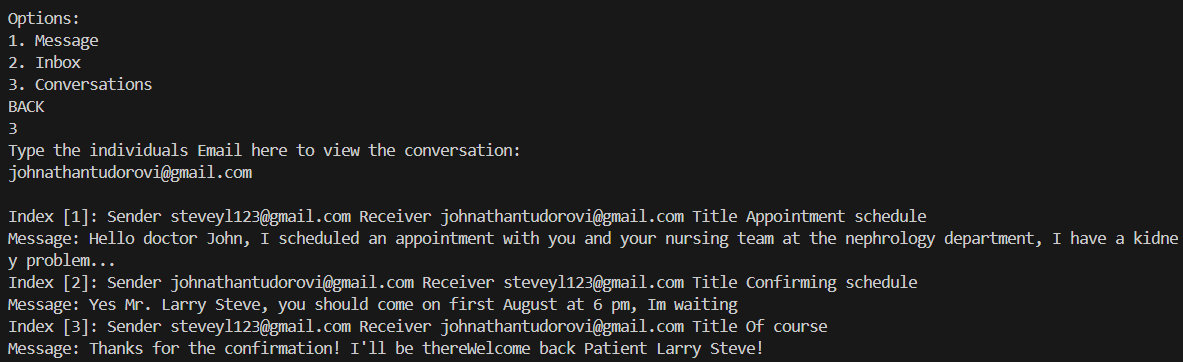 Options:
1. Message
2. Inbox
3. Conversations
BACK
3
Type the individuals Email here to view the conversation:
johnathantudorovi@gmail.com
Index [1]: Sender steveyl123@gmail.com Receiver johnathantudorovi@gmail.com Title Appointment schedule
Message: Hello doctor John, I scheduled an appointment with you and your nursing team at the nephrology department, I have a kidne
y problem...
Index [2]: Sender johnathantudorovi@gmail.com Receiver steveyl123@gmail.com Title Confirming schedule
Message: Yes Mr. Larry Steve, you should come on first August at 6 pm, Im waiting
Index [3]: Sender steveyl123@gmail.com Receiver johnathantudorovi@gmail.com Title Of course
Message: Thanks for the confirmation! I'll be thereWelcome back Patient Larry Steve!